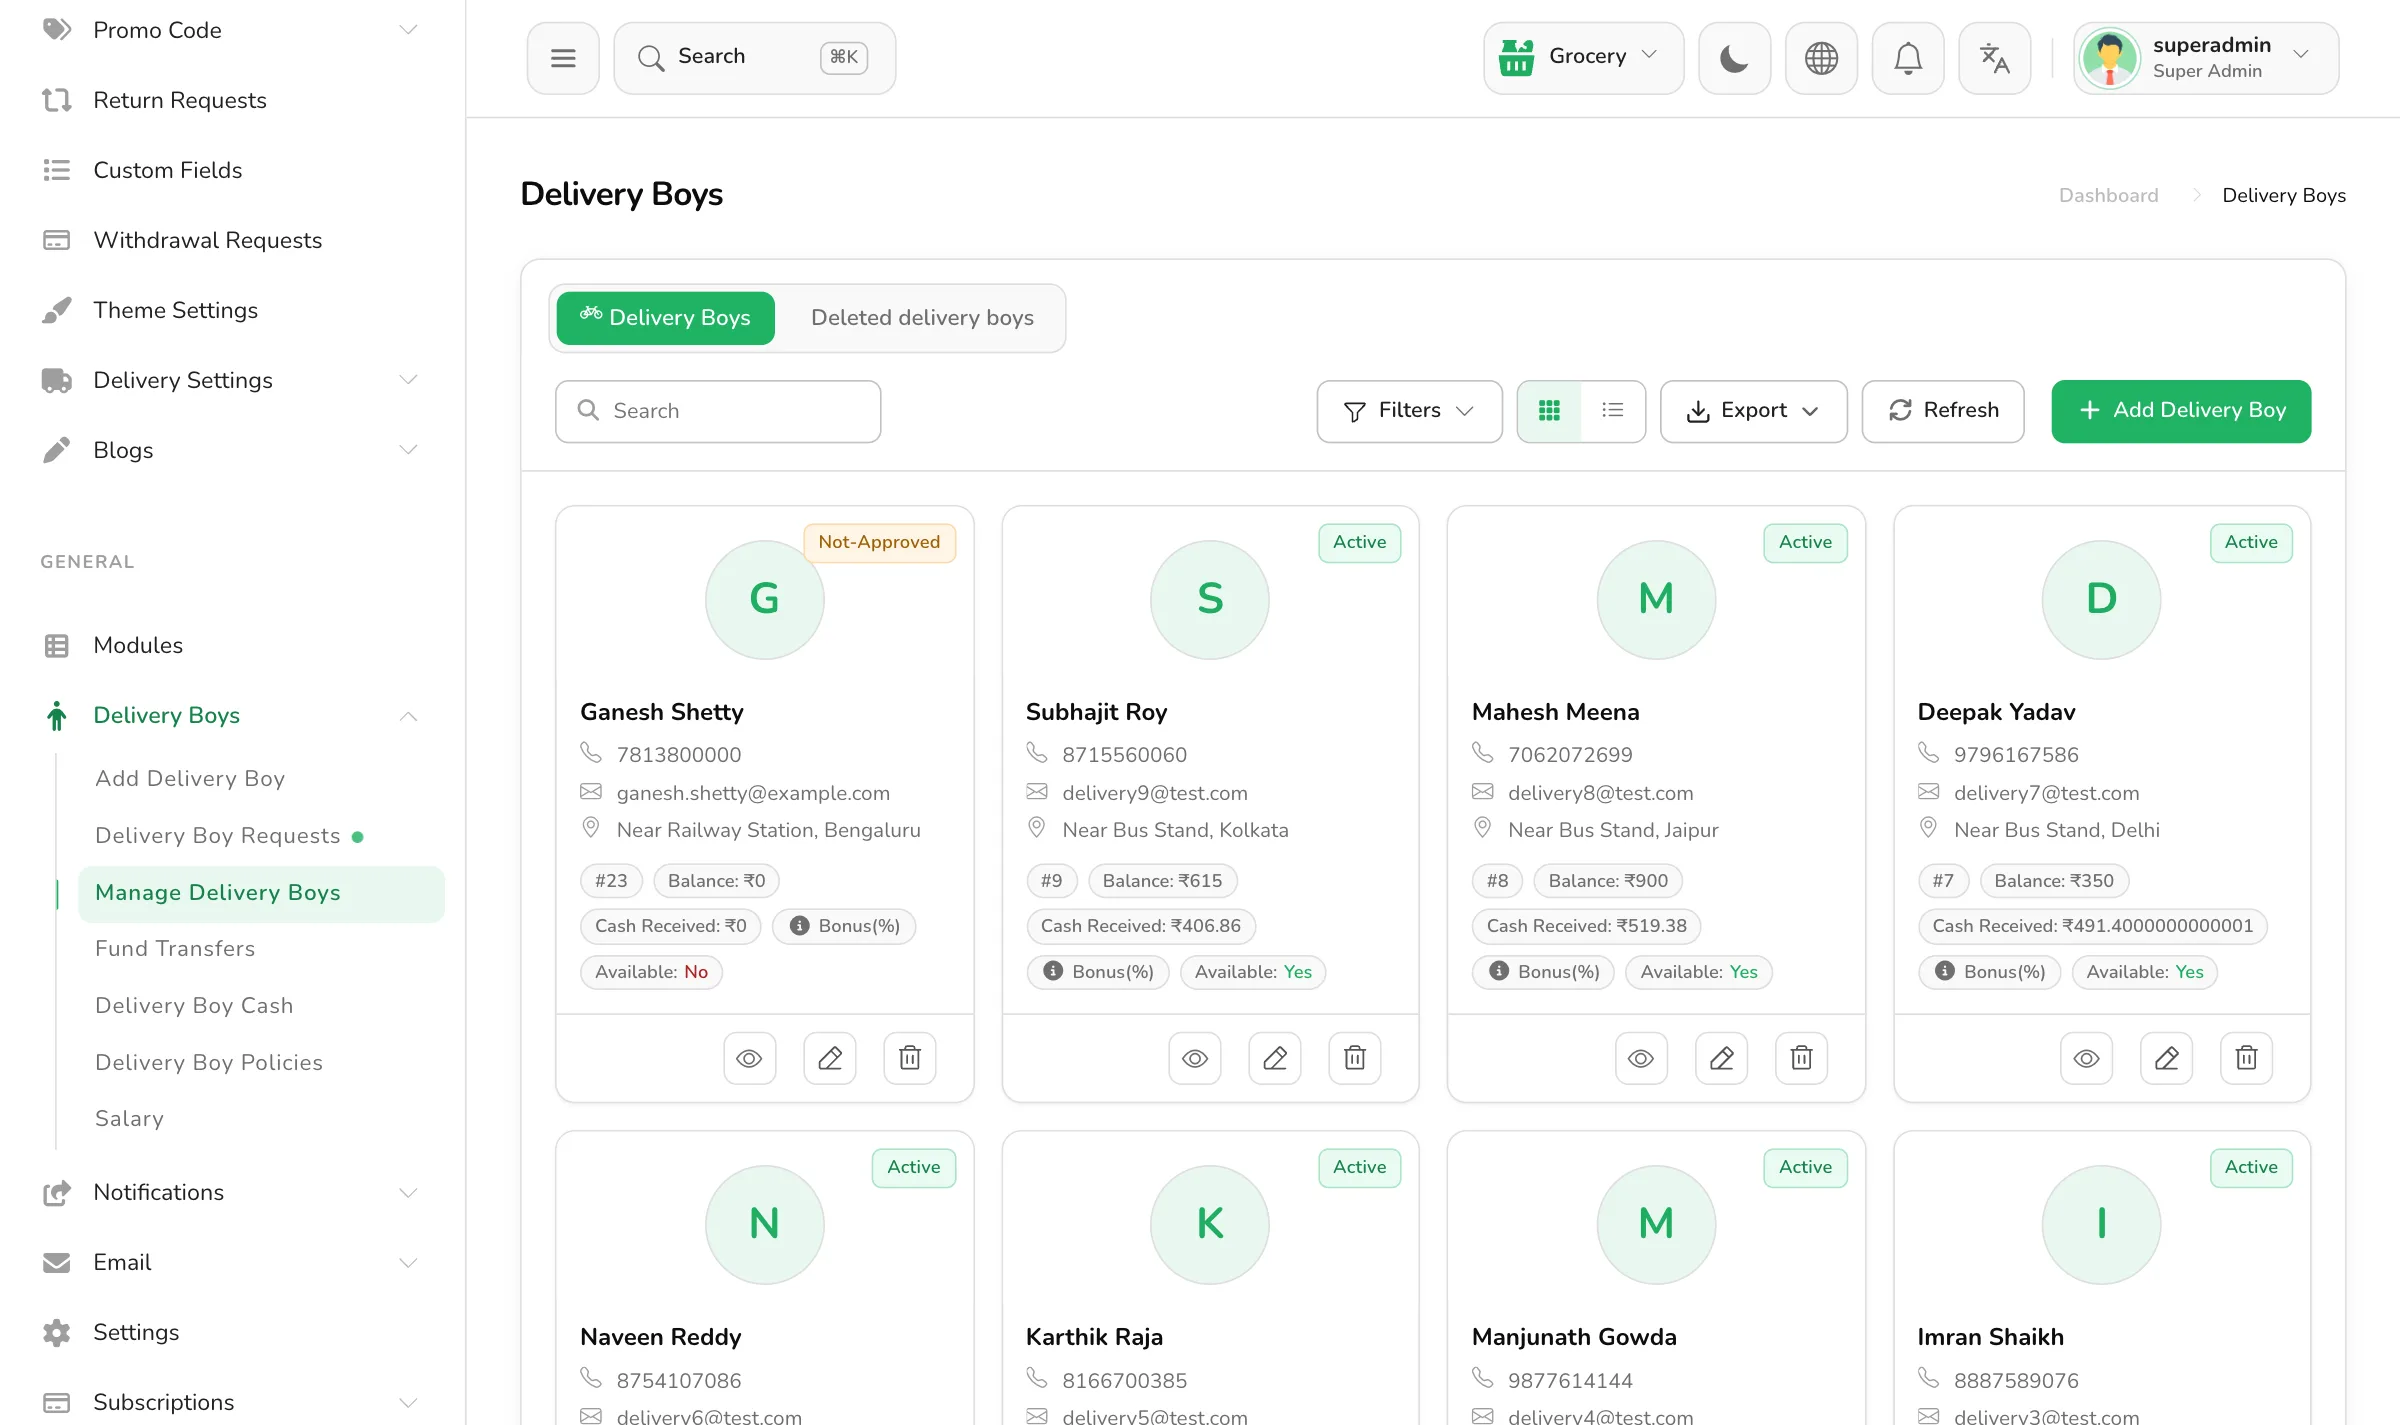 Promo Code
Return Requests
Custom Fields
Withdrawal Requests
Theme Settings
Delivery Settings
Blogs
GENERAL
Modules
Delivery Boys
Add Delivery Boy
Delivery Boy Requests
Manage Delivery Boys
Fund Transfers
Delivery Boy Cash
Delivery Boy Policies
Salary
Notifications
Email
Settings
Subscriptions
Search ⌘K
Grocery
superadmin
Super Admin
Delivery Boys
Dashboard Delivery Boys
Delivery Boys Deleted delivery boys
Search Filters Export Refresh + Add Delivery Boy
Not-Approved
G
Ganesh Shetty
7813800000
ganesh.shetty@example.com
Near Railway Station, Bengaluru
#23 Balance: ₹0
Cash Received: ₹0 Bonus(%)
Available: No
Active
S
Subhajit Roy
8715560060
delivery9@test.com
Near Bus Stand, Kolkata
#9 Balance: ₹615
Cash Received: ₹406.86
Bonus(%) Available: Yes
Active
M
Mahesh Meena
7062072699
delivery8@test.com
Near Bus Stand, Jaipur
#8 Balance: ₹900
Cash Received: ₹519.38
Bonus(%) Available: Yes
Active
D
Deepak Yadav
9796167586
delivery7@test.com
Near Bus Stand, Delhi
#7 Balance: ₹350
Cash Received: ₹491.4000000000001
Bonus(%) Available: Yes
Active
N
Naveen Reddy
8754107086
delivery6@test.com
Active
K
Karthik Raja
8166700385
delivery5@test.com
Active
M
Manjunath Gowda
9877614144
delivery4@test.com
Active
I
Imran Shaikh
8887589076
delivery3@test.com